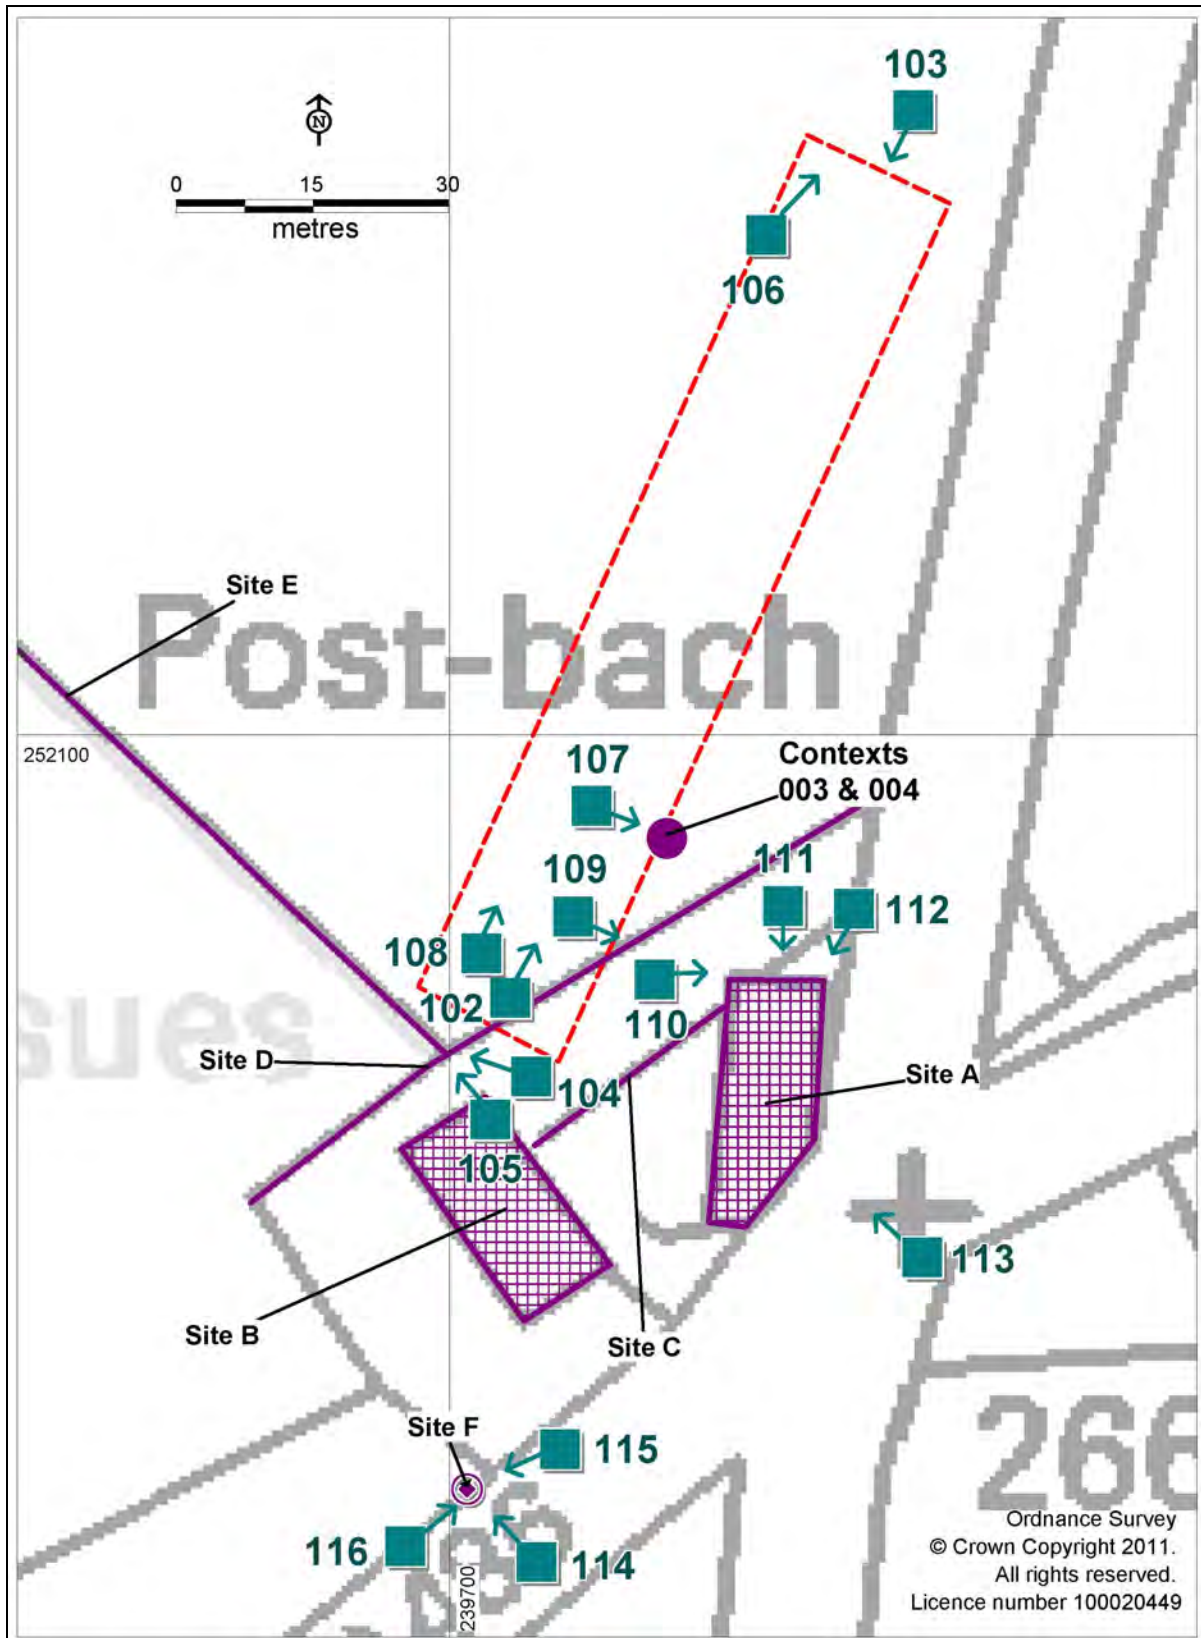 103
0 15 30
metres
106
Site E
Post-bach
252100
107
Contexts
003 & 004
109
111
112
108
102
110
sues
Site D
104
Site A
105
113
Site B
Site C
266
Site F
115
116
114
239700
Ordnance Survey
© Crown Copyright 2011.
All rights reserved.
Licence number 100020449